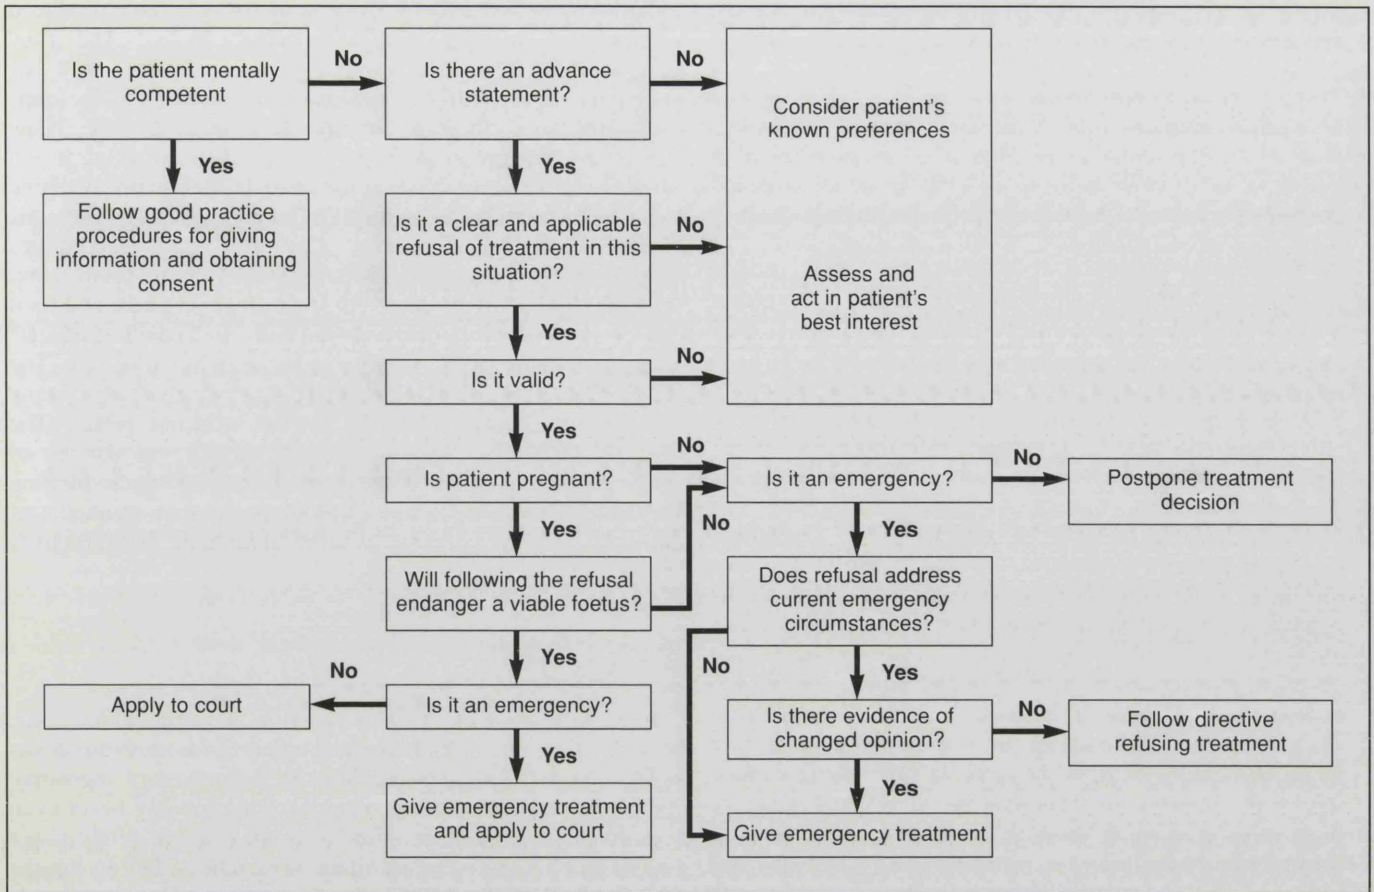 Is the patient mentally
competent
No
Is there an advance
statement?
No
Consider patient's
known preferences
Yes
Yes
Follow good practice
procedures for giving
information and obtaining
consent
Is it a clear and applicable
refusal of treatment in this
situation?
No
Assess and
act in patient's
best interest
Yes
Is it valid?
No
Yes
Is patient pregnant?
No
Is it an emergency?
No
Postpone treatment
decision
Yes
No
Yes
Will following the refusal
endanger a viable foetus?
Does refusal address
current emergency
circumstances?
Yes
No
Yes
No
Apply to court
Is it an emergency?
Is there evidence of
changed opinion?
No
Follow directive
refusing treatment
Yes
Yes
Give emergency treatment
and apply to court
Give emergency treatment